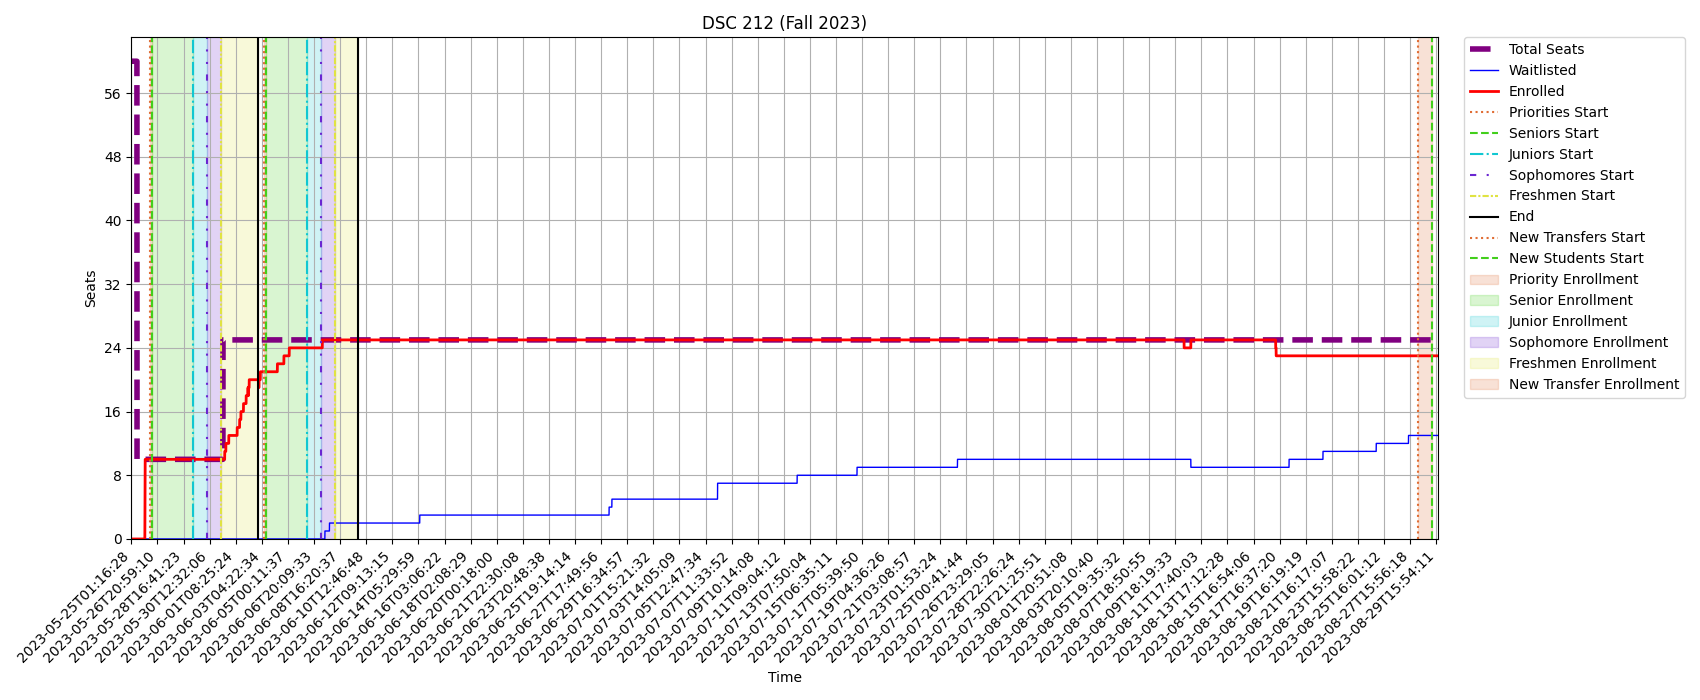 DSC 212 (Fall 2023)
Total Seats
Waitlisted
Enrolled
Priorities Start
Seniors Start
Juniors Start
Sophomores Start
Freshmen Start
End
New Transfers Start
New Students Start
Priority Enrollment
Senior Enrollment
Junior Enrollment
Sophomore Enrollment
Freshmen Enrollment
New Transfer Enrollment
Seats
56
48
40
32
24
16
8
0
2023-05-25T01:16:28
2023-05-26T20:59:10
2023-05-28T16:41:23
2023-05-30T12:32:06
2023-06-01T08:25:24
2023-06-03T04:22:34
2023-06-05T00:11:37
2023-06-06T20:09:33
2023-06-08T16:20:37
2023-06-10T12:46:48
2023-06-12T09:13:15
2023-06-14T05:29:59
2023-06-16T03:06:22
2023-06-18T02:08:29
2023-06-20T00:18:00
2023-06-21T22:30:08
2023-06-23T20:48:38
2023-06-25T19:14:14
2023-06-27T17:49:56
2023-06-29T16:34:57
2023-07-01T15:21:32
2023-07-03T14:05:09
2023-07-05T12:47:34
2023-07-07T11:33:52
2023-07-09T10:14:08
2023-07-11T09:04:12
2023-07-13T07:50:04
2023-07-15T06:35:11
2023-07-17T05:39:50
2023-07-19T04:36:26
2023-07-21T03:08:57
2023-07-23T01:53:24
2023-07-25T00:41:44
2023-07-26T23:29:05
2023-07-28T22:26:24
2023-07-30T21:25:51
2023-08-01T20:51:08
2023-08-03T20:10:40
2023-08-05T19:35:32
2023-08-07T18:50:55
2023-08-09T18:19:33
2023-08-11T17:40:03
2023-08-13T17:12:28
2023-08-15T16:54:06
2023-08-17T16:37:20
2023-08-19T16:19:19
2023-08-21T16:17:07
2023-08-23T15:58:22
2023-08-25T16:01:12
2023-08-27T15:56:18
2023-08-29T15:54:11
Time